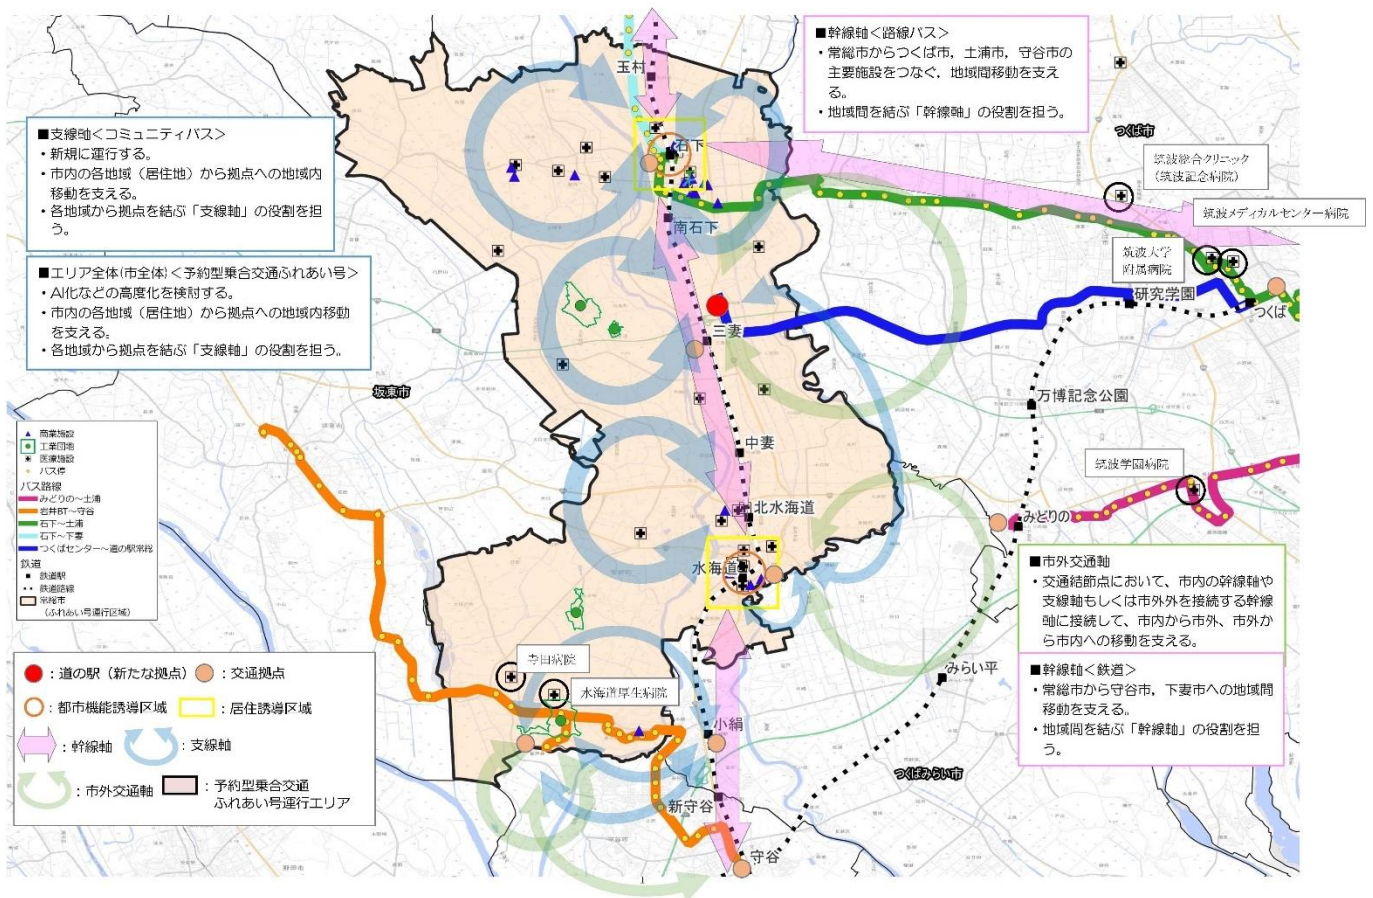 ■支線軸<コミュニティバス>
・新規に運行する。
・市内の各地域（居住地）から拠点への地域内
移動を支える。
・各地域から拠点を結ぶ「支線軸」の役割を担
う。
■エリア全体(市全体)<予約型乗合交通ふれあい号>
・AI化などの高度化を検討する。
・市内の各地域（居住地）から拠点への地域内移動
を支える。
・各地域から拠点を結ぶ「支線軸」の役割を担う。
■幹線軸<路線バス>
・常総市からつくば市，土浦市，守谷市の
主要施設をつなぐ，地域間移動を支え
る。
・地域間を結ぶ「幹線軸」の役割を担う。
つくば市
筑波総合クリニック
（筑波記念病院）
筑波メディカルセンター病院
筑波大学
附属病院
研究学園
つくば
玉村
石下
南石下
三妻
中妻
北水海道
水海道
小絹
新守谷
守谷
坂東市
万博記念公園
筑波学園病院
みどりの
みらい平
つくばみらい市
寺田病院
水海道厚生病院
野田市
商業施設
工業団地
医療施設
バス停
バス路線
みどりの～土浦
岩井BT～守谷
石下～土浦
石下～下妻
つくばセンター～道の駅常総
鉄道
鉄道駅
鉄道路線
常総市
（ふれあい号運行区域）
：道の駅（新たな拠点）
：交通拠点
：都市機能誘導区域
：居住誘導区域
：幹線軸
：支線軸
：市外交通軸
：予約型乗合交通
ふれあい号運行エリア
■市外交通軸
・交通結節点において、市内の幹線軸や
支線軸もしくは市外外を接続する幹線
軸に接続して、市内から市外、市外か
ら市内への移動を支える。
■幹線軸<鉄道>
・常総市から守谷市，下妻市への地域間
移動を支える。
・地域間を結ぶ「幹線軸」の役割を担
う。